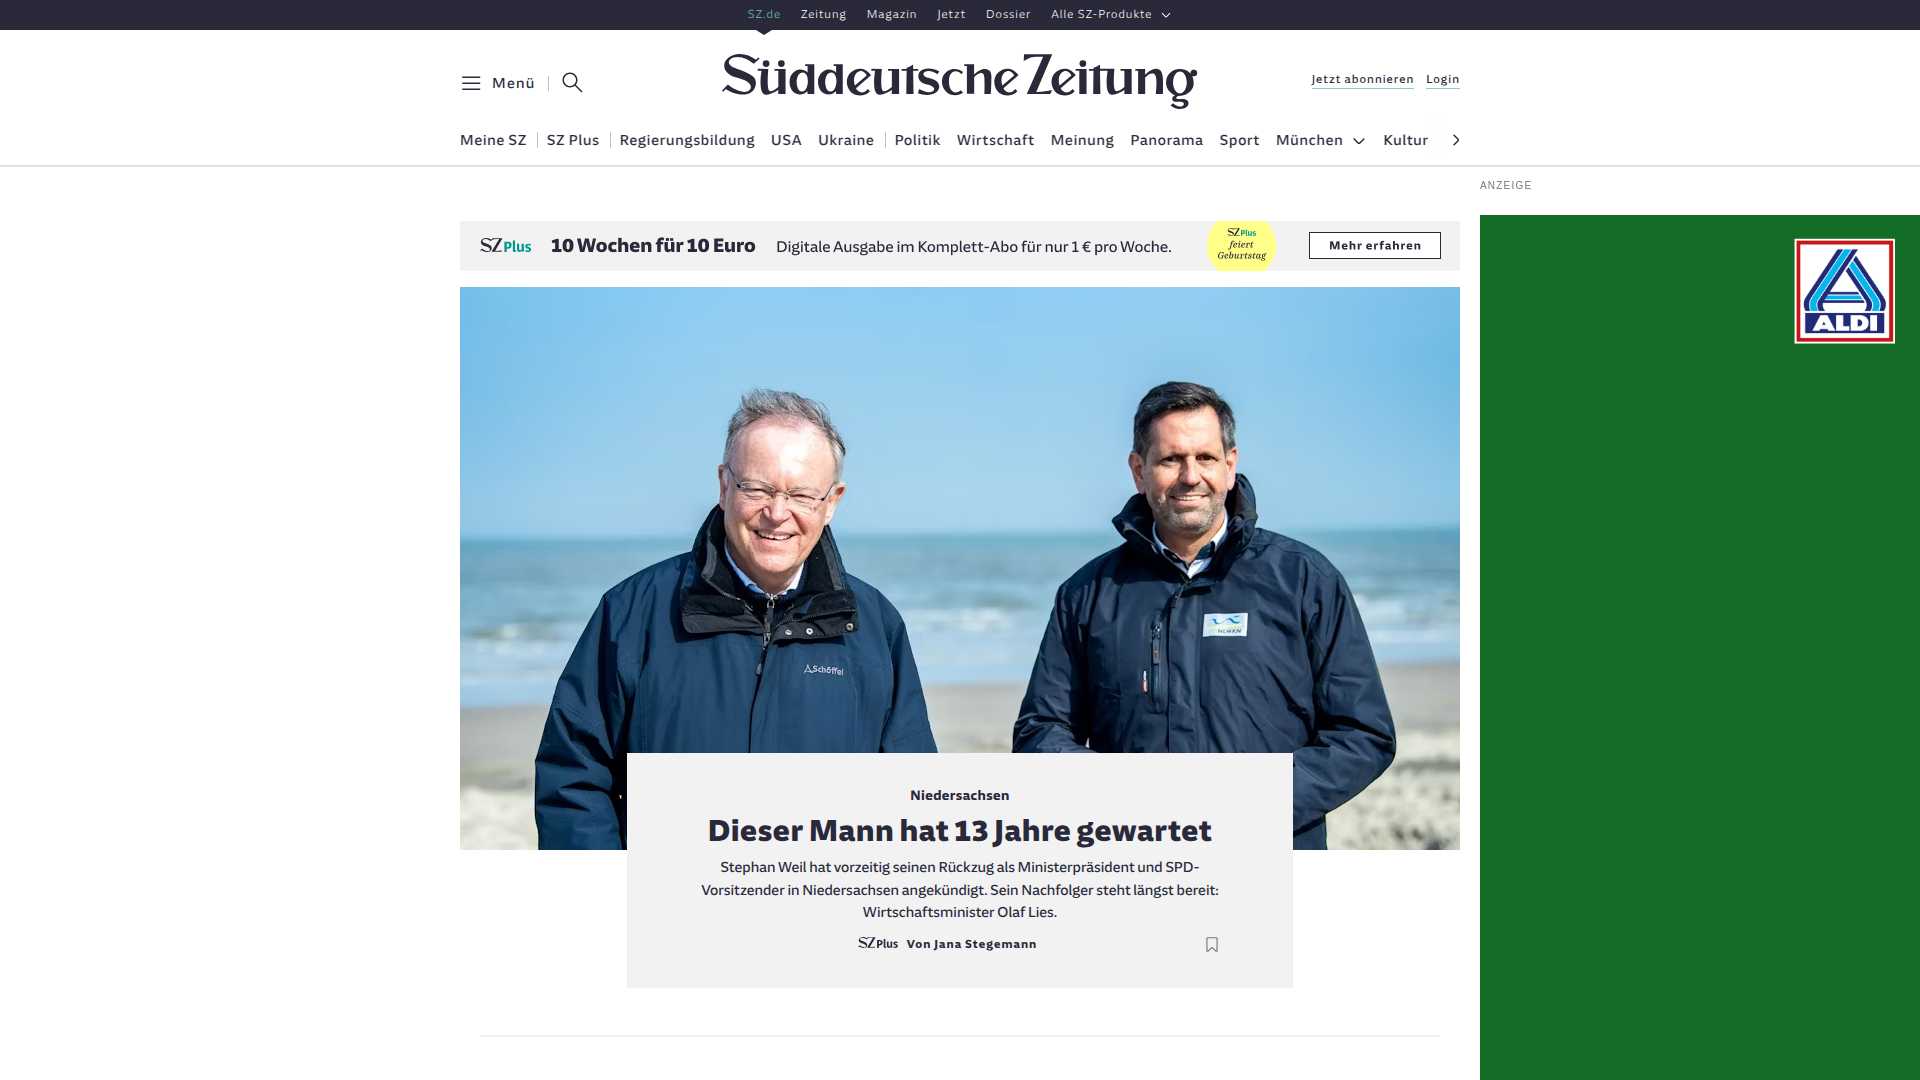 SZ.de Zeitung Magazin Jetzt Dossier Alle SZ-Produkte
Menü
Süddeutsche Zeitung
Jetzt abonnieren Login
Meine SZ SZ Plus Regierungsbildung USA Ukraine Politik Wirtschaft Meinung Panorama Sport München Kultur
ANZEIGE
SZ Plus 10 Wochen für 10 Euro Digitale Ausgabe im Komplett-Abo für nur 1 € pro Woche.
SZ Plus
feiert
Geburtstag
Mehr erfahren
ALDI
Schöffel
NLWKN
Niedersachsen
Dieser Mann hat 13 Jahre gewartet
Stephan Weil hat vorzeitig seinen Rückzug als Ministerpräsident und SPD-
Vorsitzender in Niedersachsen angekündigt. Sein Nachfolger steht längst bereit:
Wirtschaftsminister Olaf Lies.
SZ Plus Von Jana Stegemann